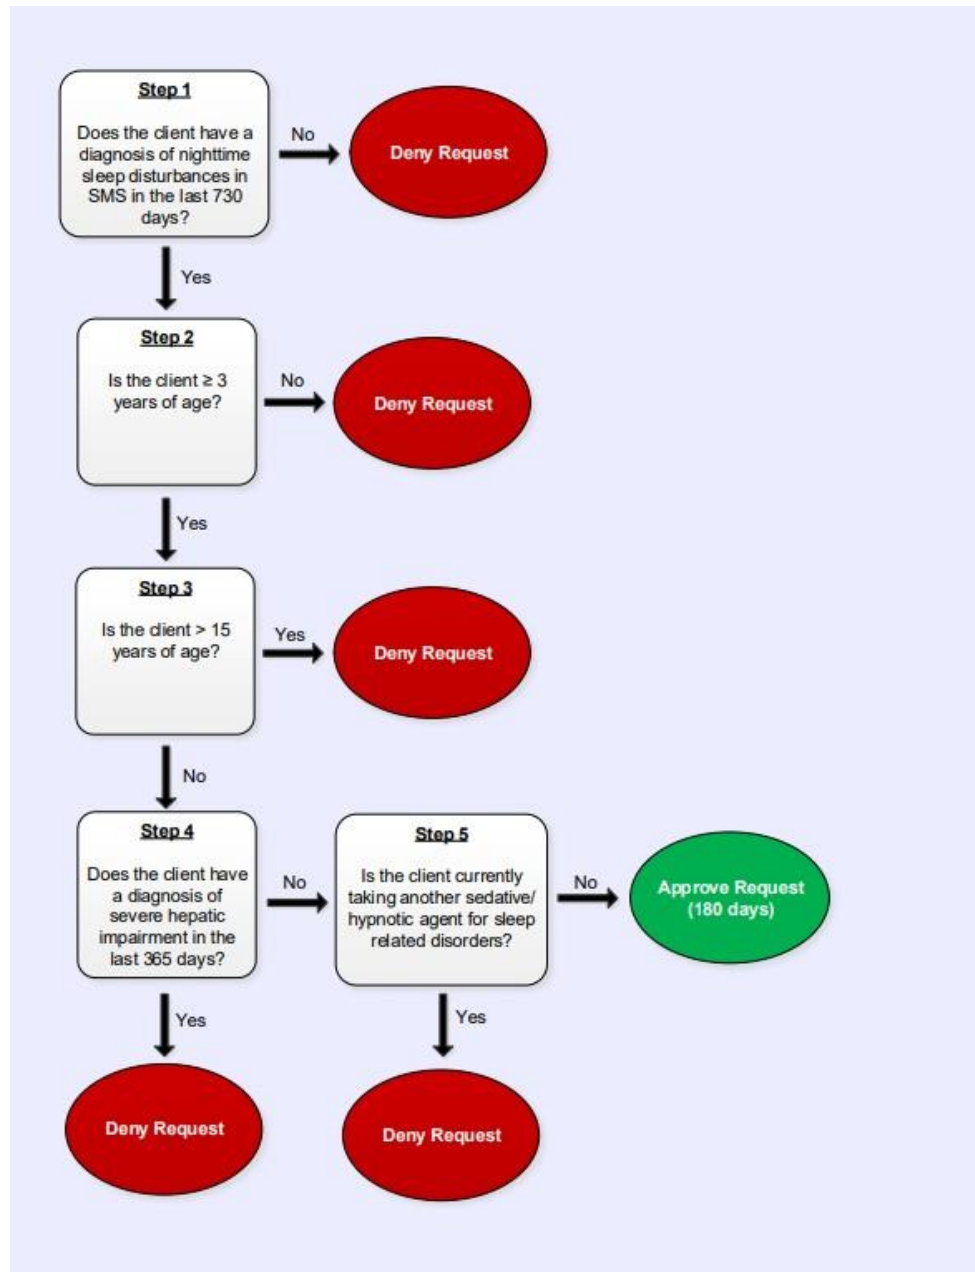 Step 1
Does the client have a
diagnosis of nighttime
sleep disturbances in
SMS in the last 730
days?
No
Deny Request
Yes
Step 2
Is the client ≥ 3
years of age?
No
Deny Request
Yes
Step 3
Is the client > 15
years of age?
Yes
Deny Request
No
Step 4
Does the client have
a diagnosis of
severe hepatic
impairment in the
last 365 days?
No
Step 5
Is the client currently
taking another sedative/
hypnotic agent for sleep
related disorders?
No
Approve Request
(180 days)
Yes
Deny Request
Yes
Deny Request